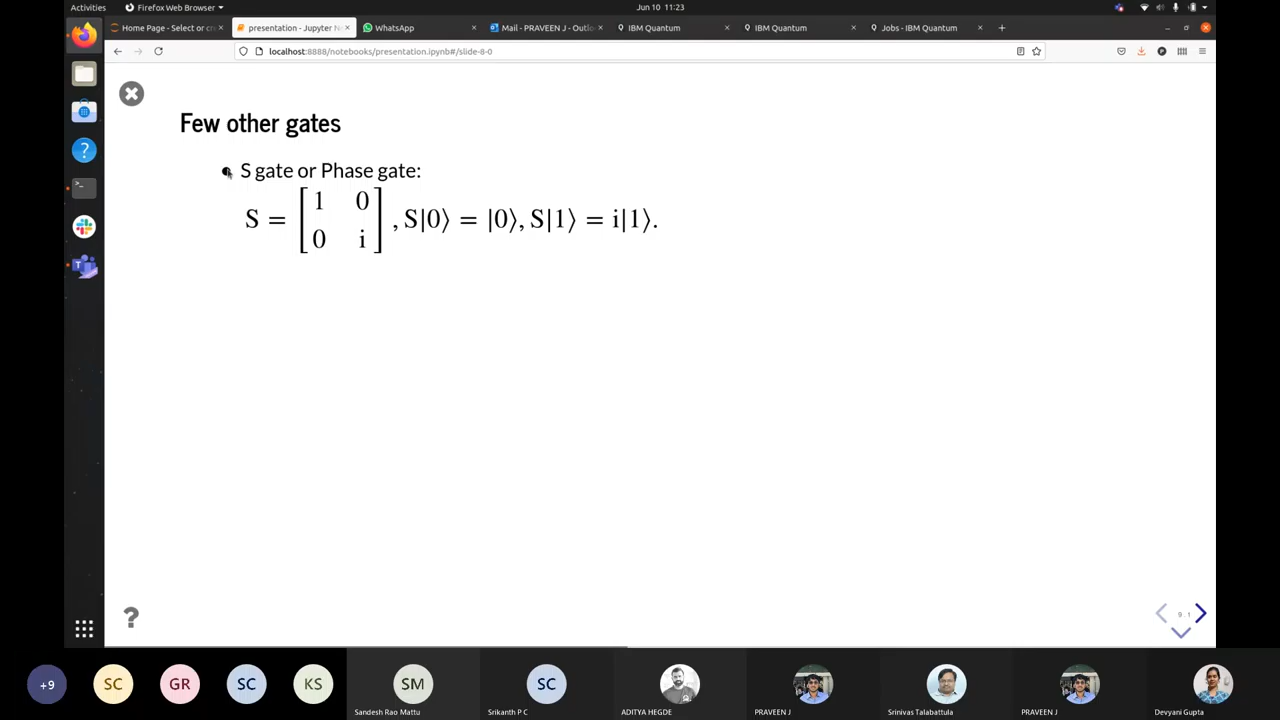 Activities Firefox Web Browser Jun 10 11:23
Home Page - Select or cr presentation - Jupyter N WhatsApp Mail - PRAVEEN J - Outlo IBM Quantum IBM Quantum Jobs - IBM Quantum
localhost:8888/notebooks/presentation.ipynb#/slide-8-0
Few other gates
S gate or Phase gate:
S = [1 0 0 i] , S|0⟩ = |0⟩, S|1⟩ = i|1⟩.
?
9.1
+9 SC GR SC KS SM SC
Sandesh Rao Mattu Srikanth P C ADITYA HEGDE PRAVEEN J Srinivas Talabattula PRAVEEN J Devyani Gupta